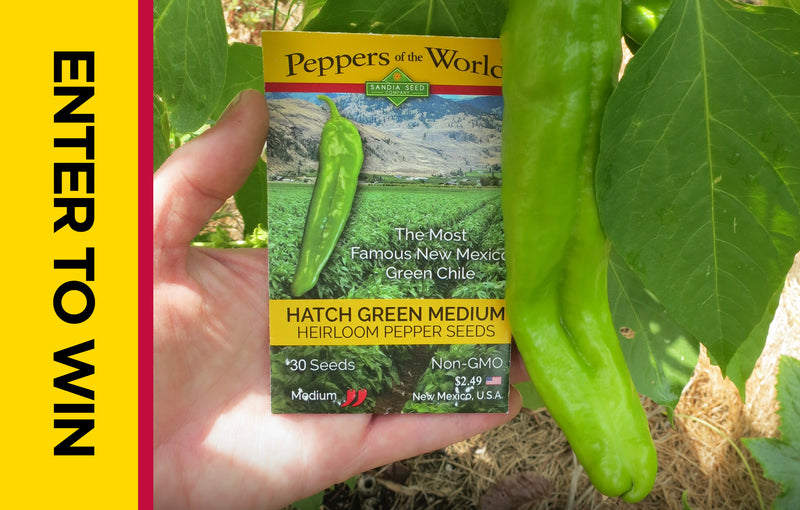 ENTER TO WIN
Peppers of the World
SANDIA SEED
COMPANY
The Most
Famous New Mexico
Green Chile
HATCH GREEN MEDIUM
HEIRLOOM PEPPER SEEDS
30 Seeds
Non-GMO
$2.49
Medium
New Mexico, U.S.A.